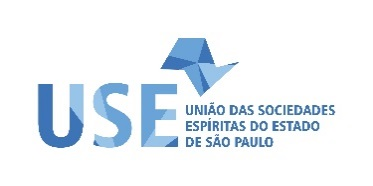 USE
UNIÃO DAS SOCIEDADES
ESPÍRITAS DO ESTADO
DE SÃO PAULO